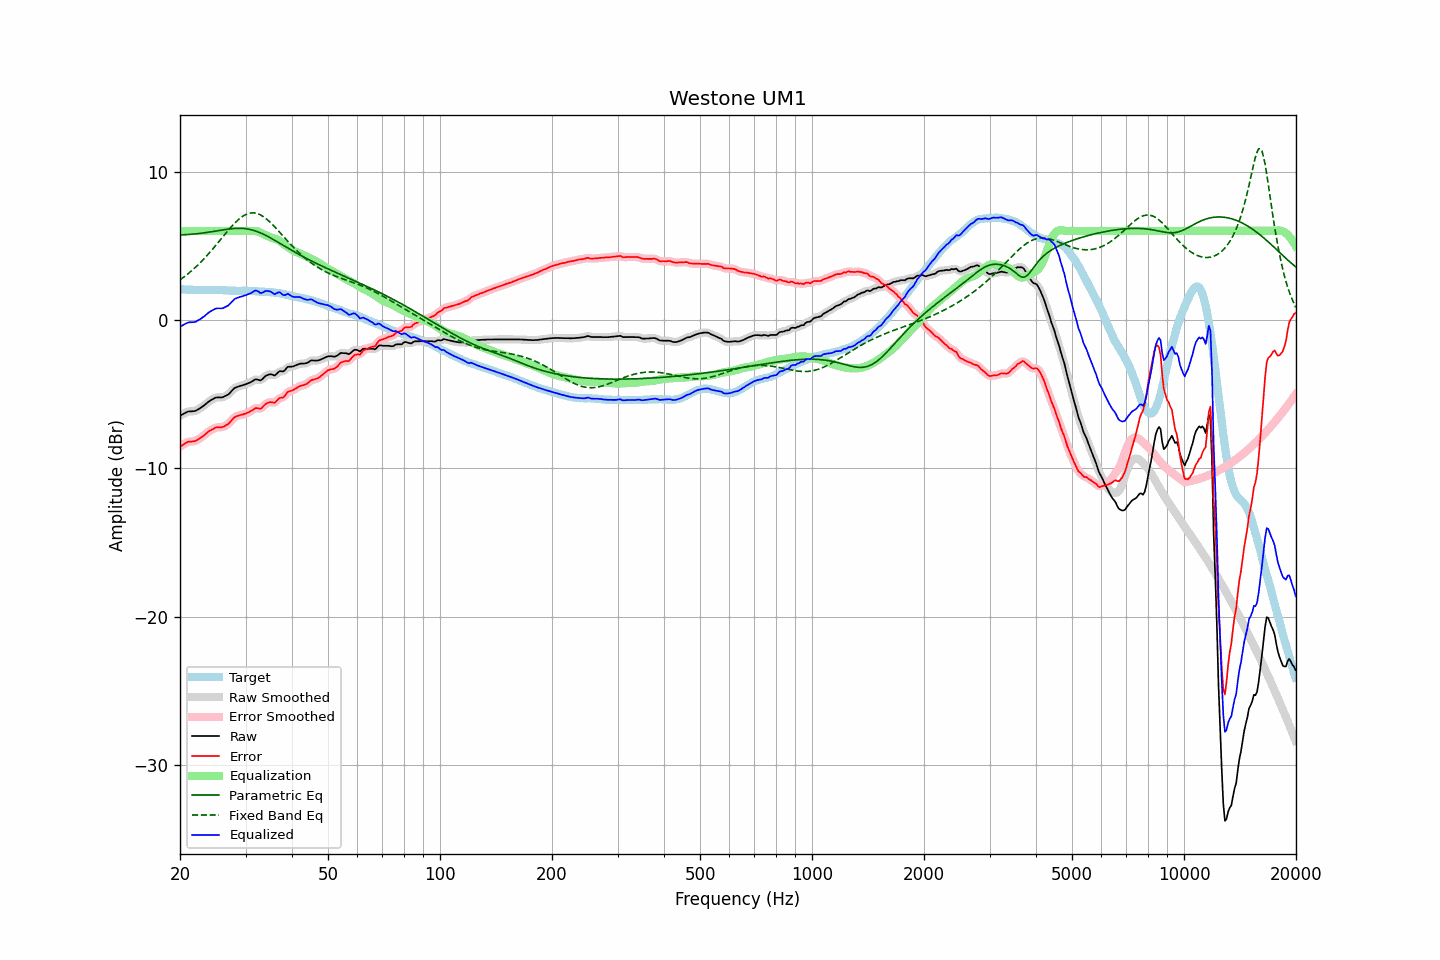 Westone UM1
Amplitude (dBr)
10
0
−10
−20
−30
Target
Raw Smoothed
Error Smoothed
Raw
Error
Equalization
Parametric Eq
Fixed Band Eq
Equalized
20 50 100 200 500 1000 2000 5000 10000 20000
Frequency (Hz)